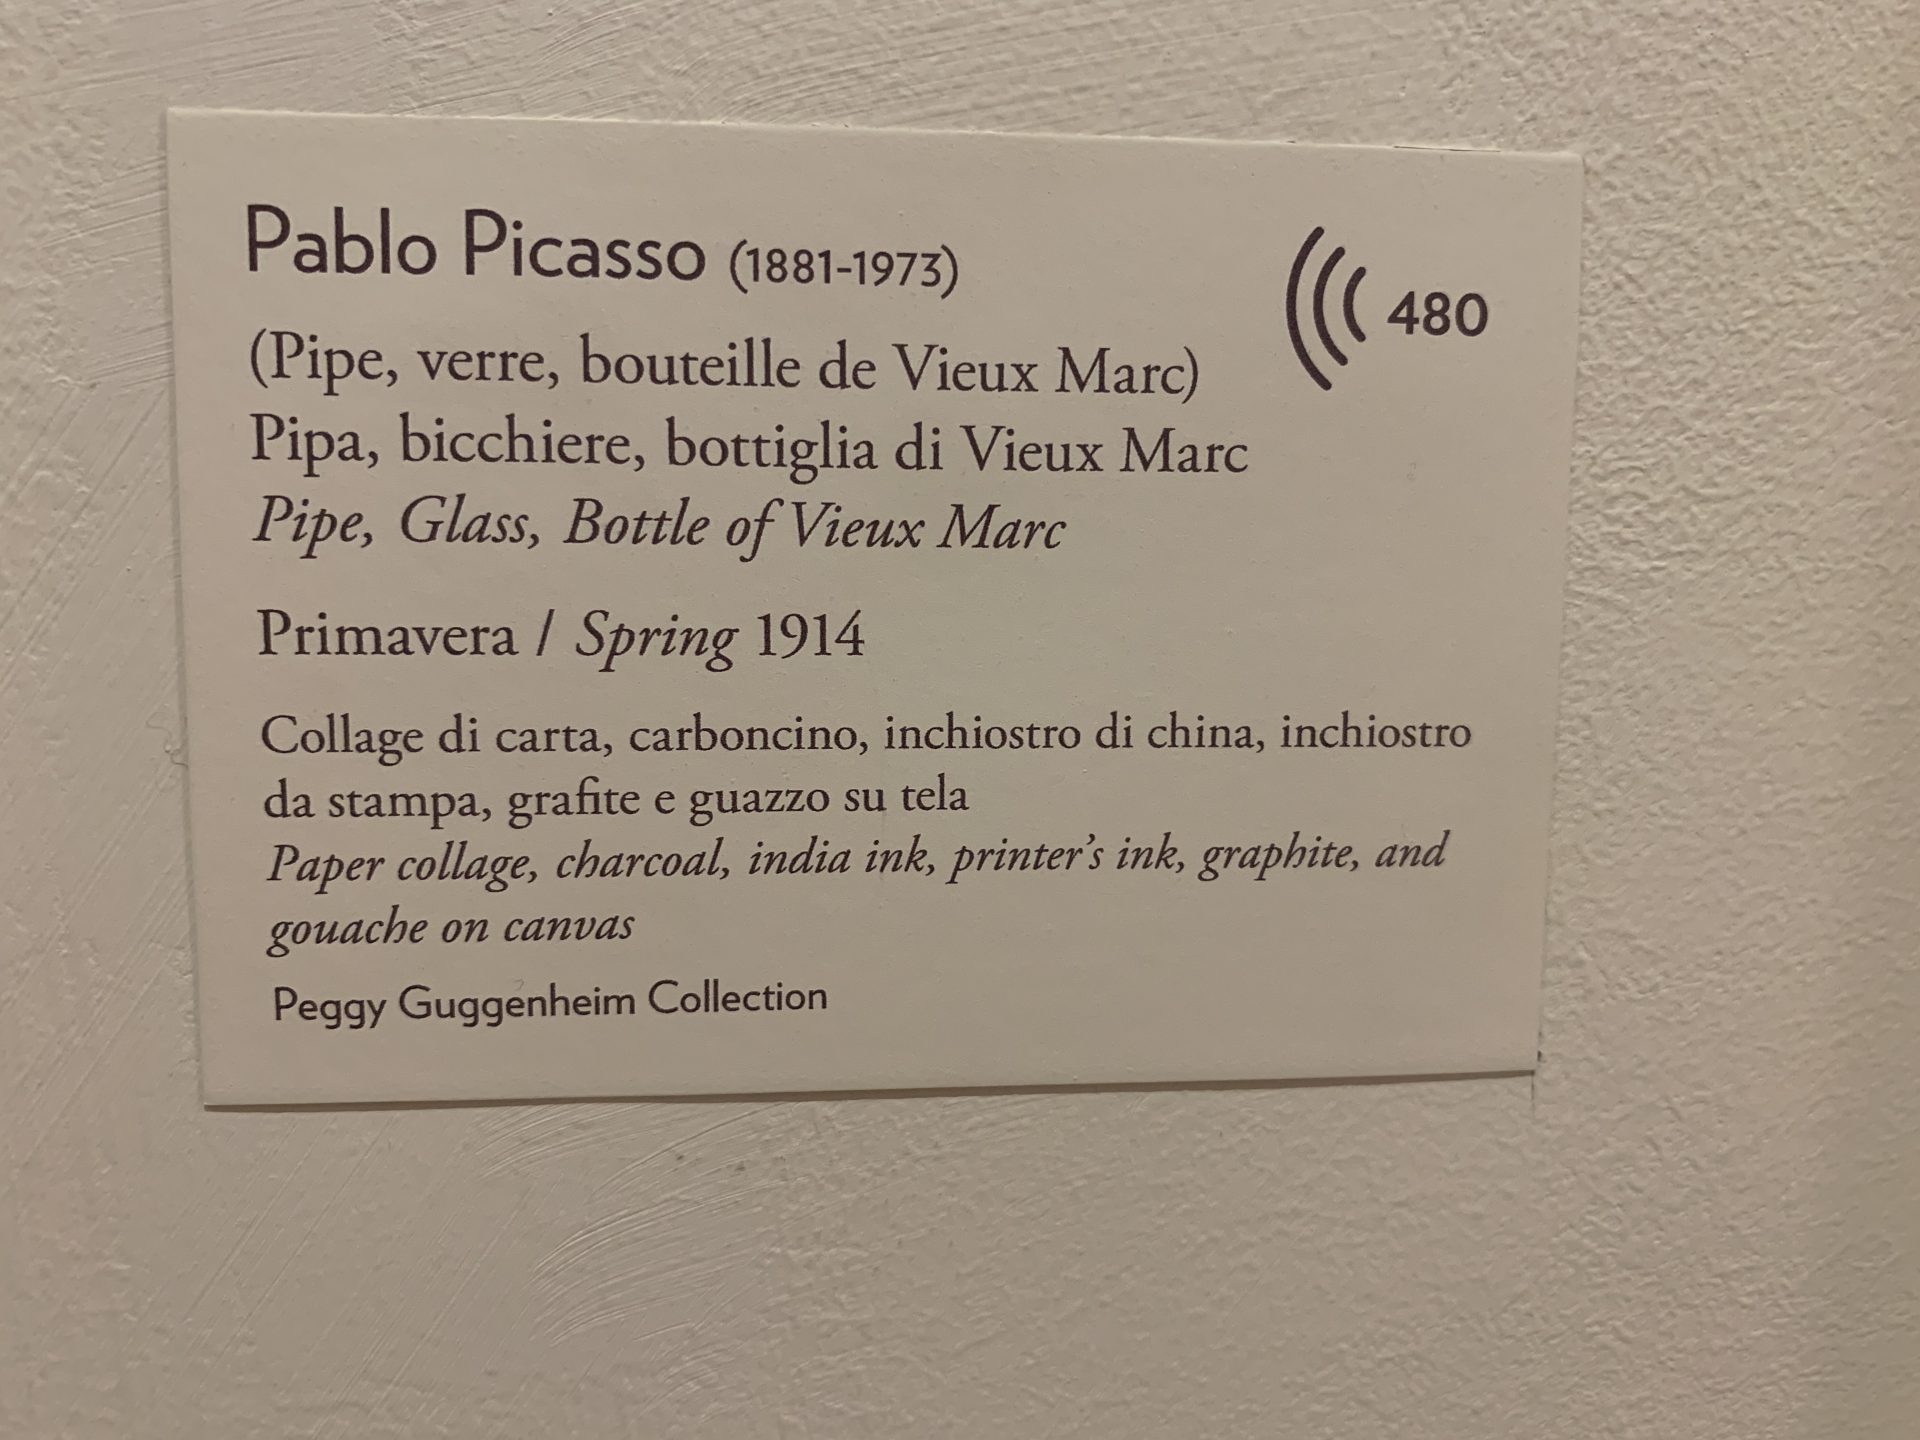 Pablo Picasso (1881-1973)
480
(Pipe, verre, bouteille de Vieux Marc)
Pipa, bicchiere, bottiglia di Vieux Marc
Pipe, Glass, Bottle of Vieux Marc
Primavera / Spring 1914
Collage di carta, carboncino, inchiostro di china, inchiostro
da stampa, grafite e guazzo su tela
Paper collage, charcoal, india ink, printer's ink, graphite, and
gouache on canvas
Peggy Guggenheim Collection